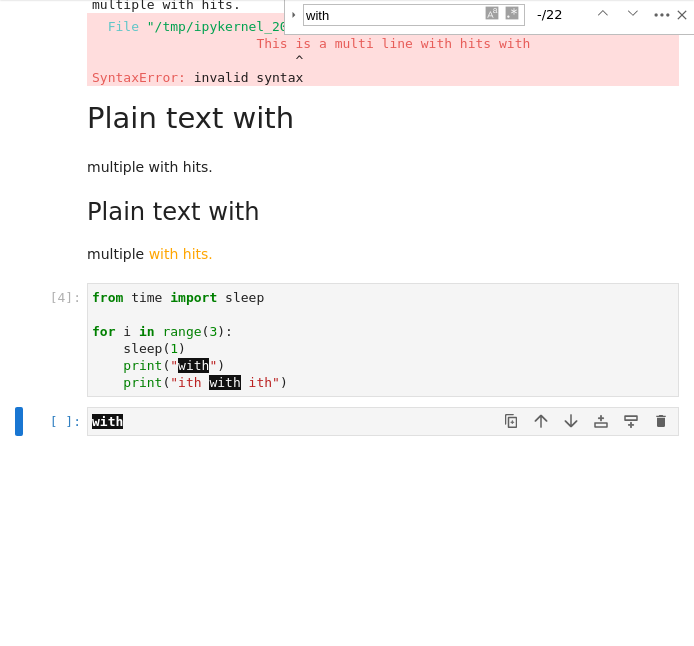 multiple with hits.
with
-/22
File "/tmp/ipykernel_20
This is a multi line with hits with
^
SyntaxError: invalid syntax
Plain text with
multiple with hits.
Plain text with
multiple with hits.
[4]:
from time import sleep
for i in range(3):
sleep(1)
print("with")
print("ith with ith")
[ ]:
with